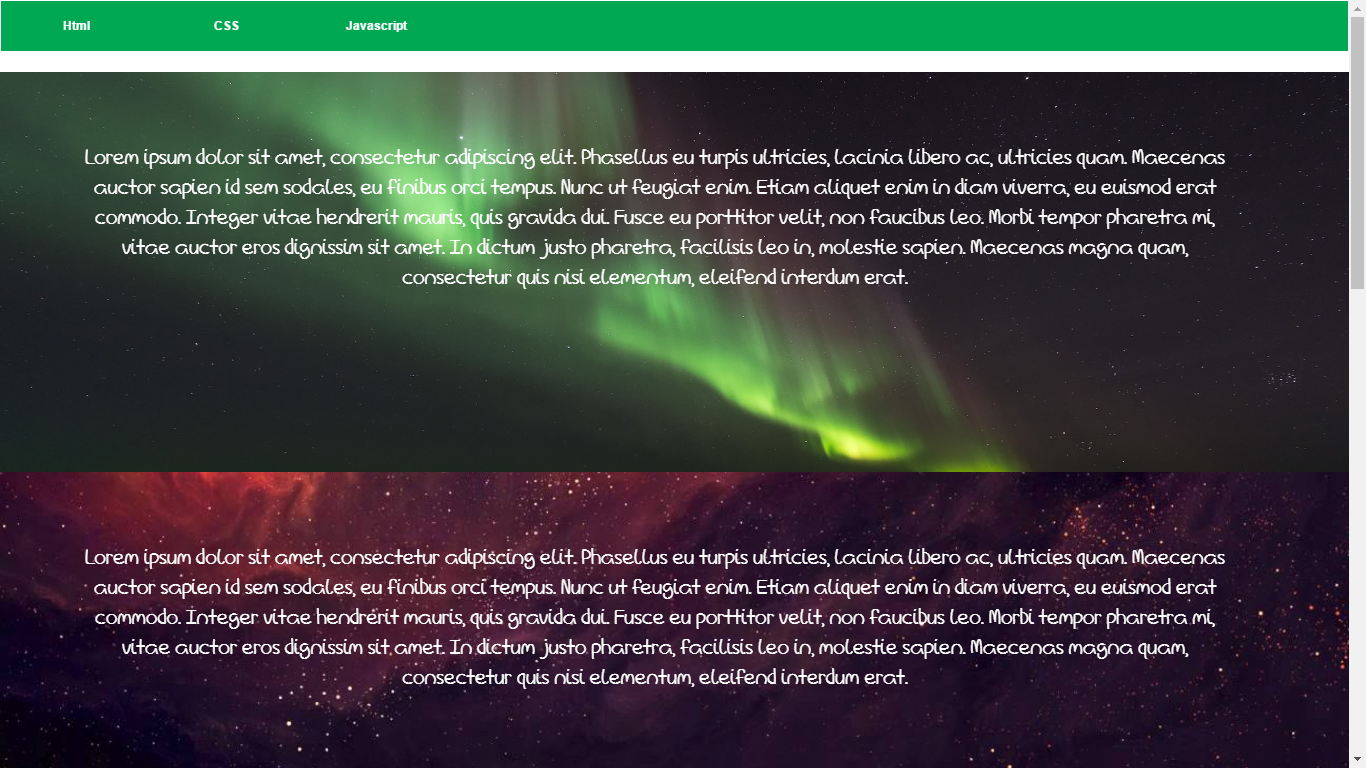 Html CSS Javascript
Lorem ipsum dolor sit amet, consectetur adipiscing elit. Phasellus eu turpis ultricies, lacinia libero ac, ultricies quam. Maecenas
auctor sapien id sem sodales, eu finibus orci tempus. Nunc ut feugiat enim. Etiam aliquet enim in diam viverra, eu euismod erat
commodo. Integer vitae hendrerit mauris, quis gravida dui. Fusce eu porttitor velit, non faucibus leo. Morbi tempor pharetra mi,
vitae auctor eros dignissim sit amet. In dictum justo pharetra, facilisis leo in, molestie sapien. Maecenas magna quam,
consectetur quis nisi elementum, eleifend interdum erat.
Lorem ipsum dolor sit amet, consectetur adipiscing elit. Phasellus eu turpis ultricies, lacinia libero ac, ultricies quam. Maecenas
auctor sapien id sem sodales, eu finibus orci tempus. Nunc ut feugiat enim. Etiam aliquet enim in diam viverra, eu euismod erat
commodo. Integer vitae hendrerit mauris, quis gravida dui. Fusce eu porttitor velit, non faucibus leo. Morbi tempor pharetra mi,
vitae auctor eros dignissim sit amet. In dictum justo pharetra, facilisis leo in, molestie sapien. Maecenas magna quam,
consectetur quis nisi elementum, eleifend interdum erat.